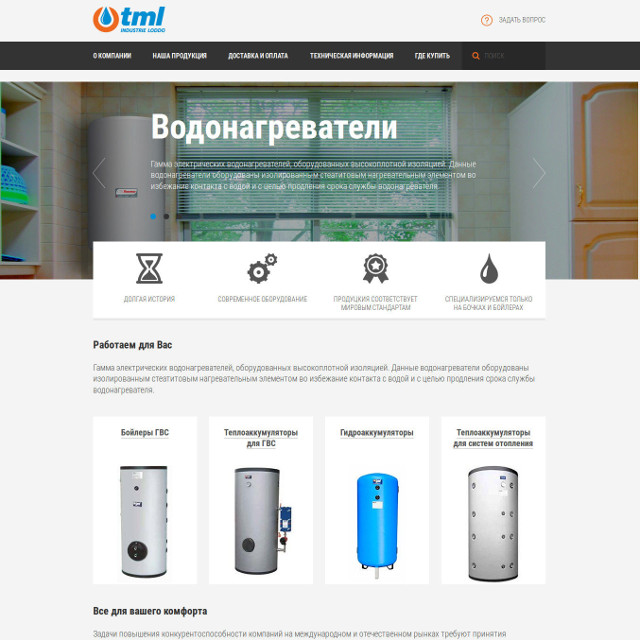 tml
INDUSTRIE LODDO
ЗАДАТЬ ВОПРОС
О КОМПАНИИ НАША ПРОДУКЦИЯ ДОСТАВКА И ОПЛАТА ТЕХНИЧЕСКАЯ ИНФОРМАЦИЯ ГДЕ КУПИТЬ ПОИСК
Водонагреватели
Гамма электрических водонагревателей, оборудованных высокоплотной изоляцией. Данные
водонагреватели оборудованы изолированным стеатитовым нагревательным элементом во
избежание контакта с водой и с целью продления срока службы водонагревателя.
ДОЛГАЯ ИСТОРИЯ
СОВРЕМЕННОЕ ОБОРУДОВАНИЕ
ПРОДУЦКИЯ СООТВЕТСТВУЕТ
МИРОВЫМ СТАНДАРТАМ
СПЕЦИАЛИЗИРУЕМСЯ ТОЛЬКО
НА БОЧКАХ И БОЙЛЕРАХ
Работаем для Вас
Гамма электрических водонагревателей, оборудованных высокоплотной изоляцией. Данные водонагреватели оборудованы
изолированным стеатитовым нагревательным элементом во избежание контакта с водой и с целью продления срока службы
водонагревателя.
Бойлеры ГВС
Теплоаккумуляторы
для ГВС
Гидроаккумуляторы
Теплоаккумуляторы
для систем отопления
Все для вашего комфорта
Задачи повышения конкурентоспособности компаний на международном и отечественном рынках требуют принятия